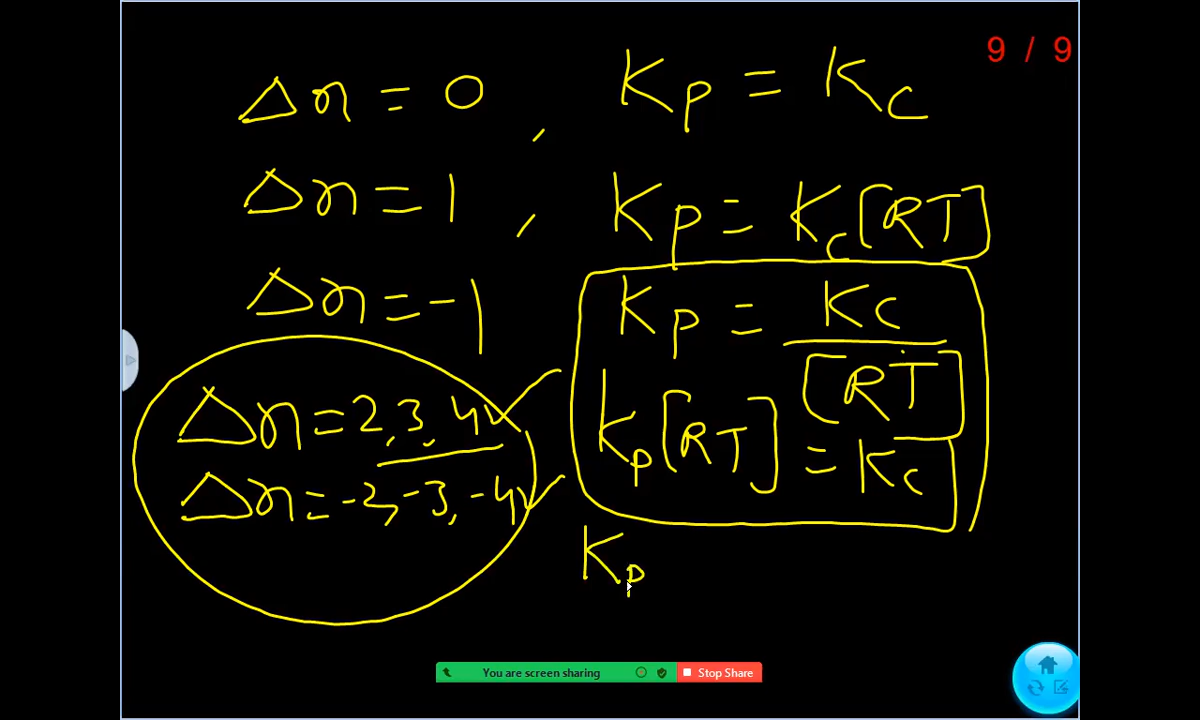 9 / 9
Δn = 0 , Kp = Kc
Δn = 1 , Kp = Kc[RT]
Δn = -1 Kp = Kc/[RT]
Δn = 2, 3, 4 ✓ Kp[RT] = Kc
Δn = -2, -3, -4 ✓
Kp
You are screen sharing Stop Share